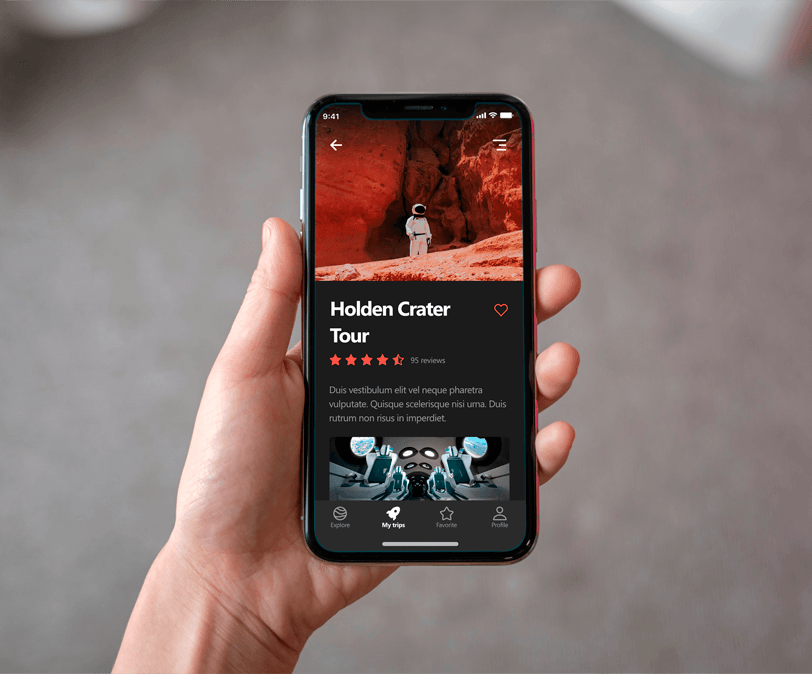 9:41
Holden Crater
Tour
95 reviews
Duis vestibulum elit vel neque pharetra
vulputate. Quisque scelerisque nisi urna. Duis
rutrum non risus in imperdiet.
Explore
My trips
Favorite
Profile